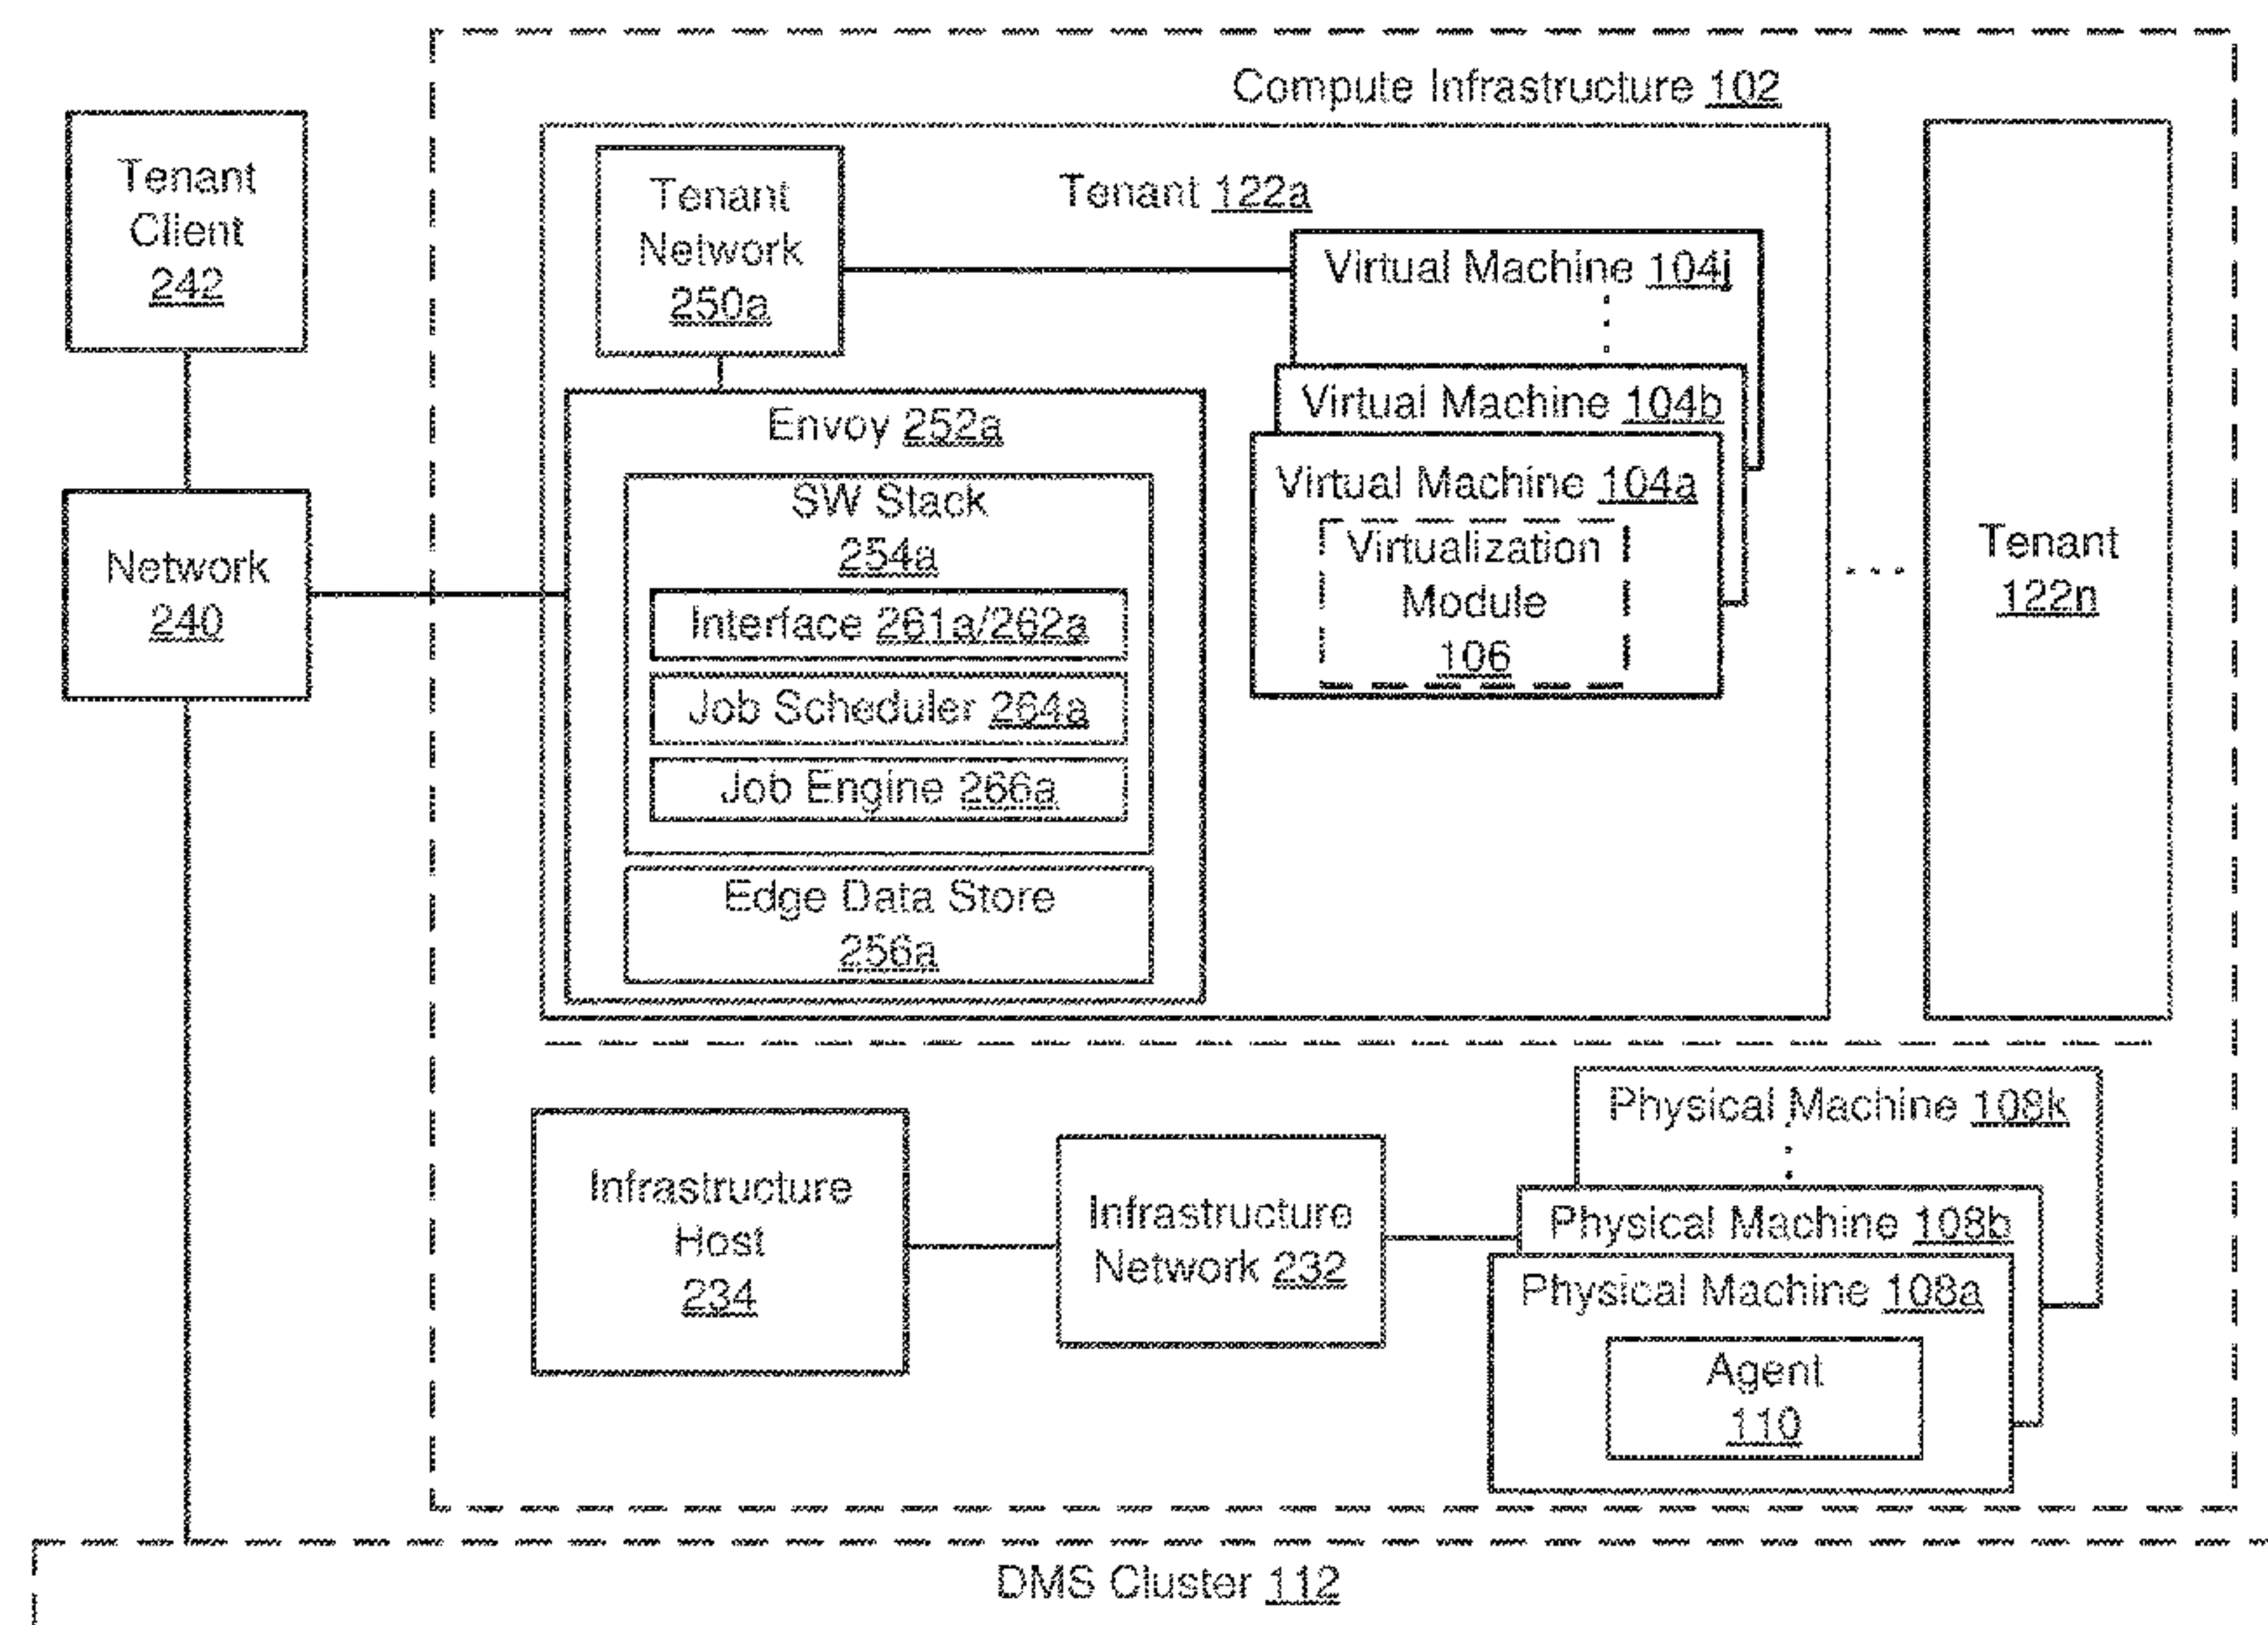 Compute Infrastructure 102
Tenant
Client
242
Tenant
Network
250a
Tenant 122a
Virtual Machine 104j
Virtual Machine 104b
Virtual Machine 104a
Virtualization
Module
106
Envoy 252a
SW Stack
254a
Interface 261a/262a
Job Scheduler 264a
Job Engine 266a
Edge Data Store
256a
Network
240
Tenant
122n
Physical Machine 108k
Physical Machine 108b
Physical Machine 108a
Agent
110
Infrastructure
Host
234
Infrastructure
Network 232
DMS Cluster 112